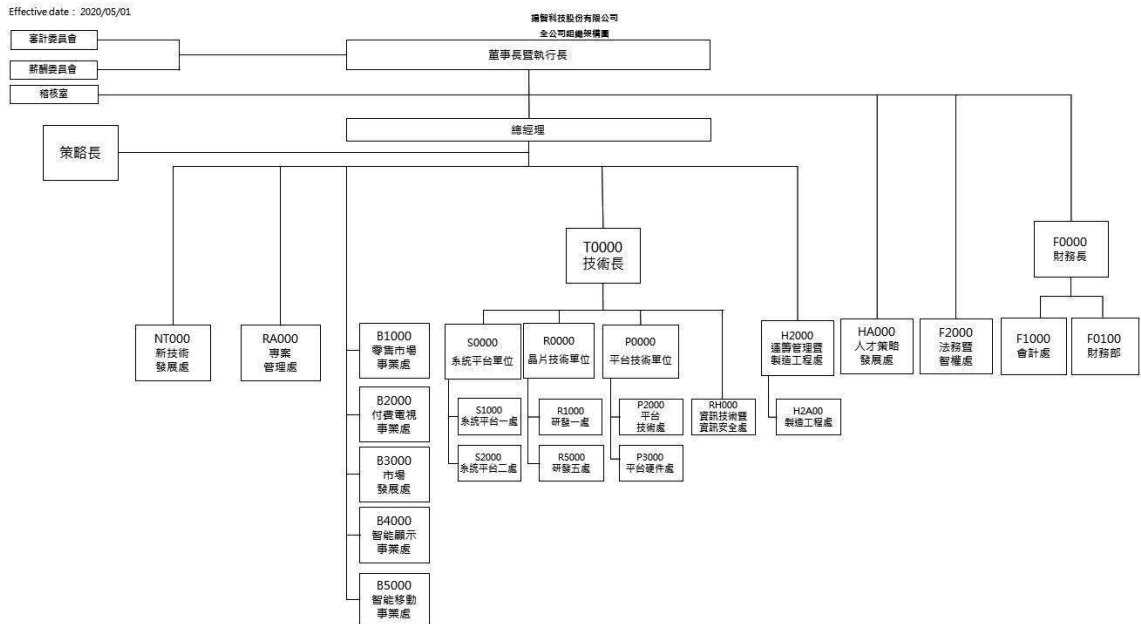 Effective date : 2020/05/01
揚智科技股份有限公司
全公司組織架構圖
審計委員會
董事長暨執行長
薪酬委員會
稽核室
總經理
策略長
T0000
技術長
F0000
財務長
NT000
新技術
發展處
RA000
專案
管理處
B1000
零售市場
事業處
S0000
系統平台單位
R0000
晶片技術單位
P0000
平台技術單位
H2000
運籌管理暨
製造工程處
HA000
人才策略
發展處
F2000
法務暨
智權處
F1000
會計處
F0100
財務部
B2000
付費電視
事業處
S1000
系統平台一處
R1000
研發一處
P2000
平台
技術處
RH000
資訊技術暨
資訊安全處
H2A00
製造工程處
B3000
市場
發展處
S2000
系統平台二處
R5000
研發五處
P3000
平台硬件處
B4000
智能顯示
事業處
B5000
智能移動
事業處